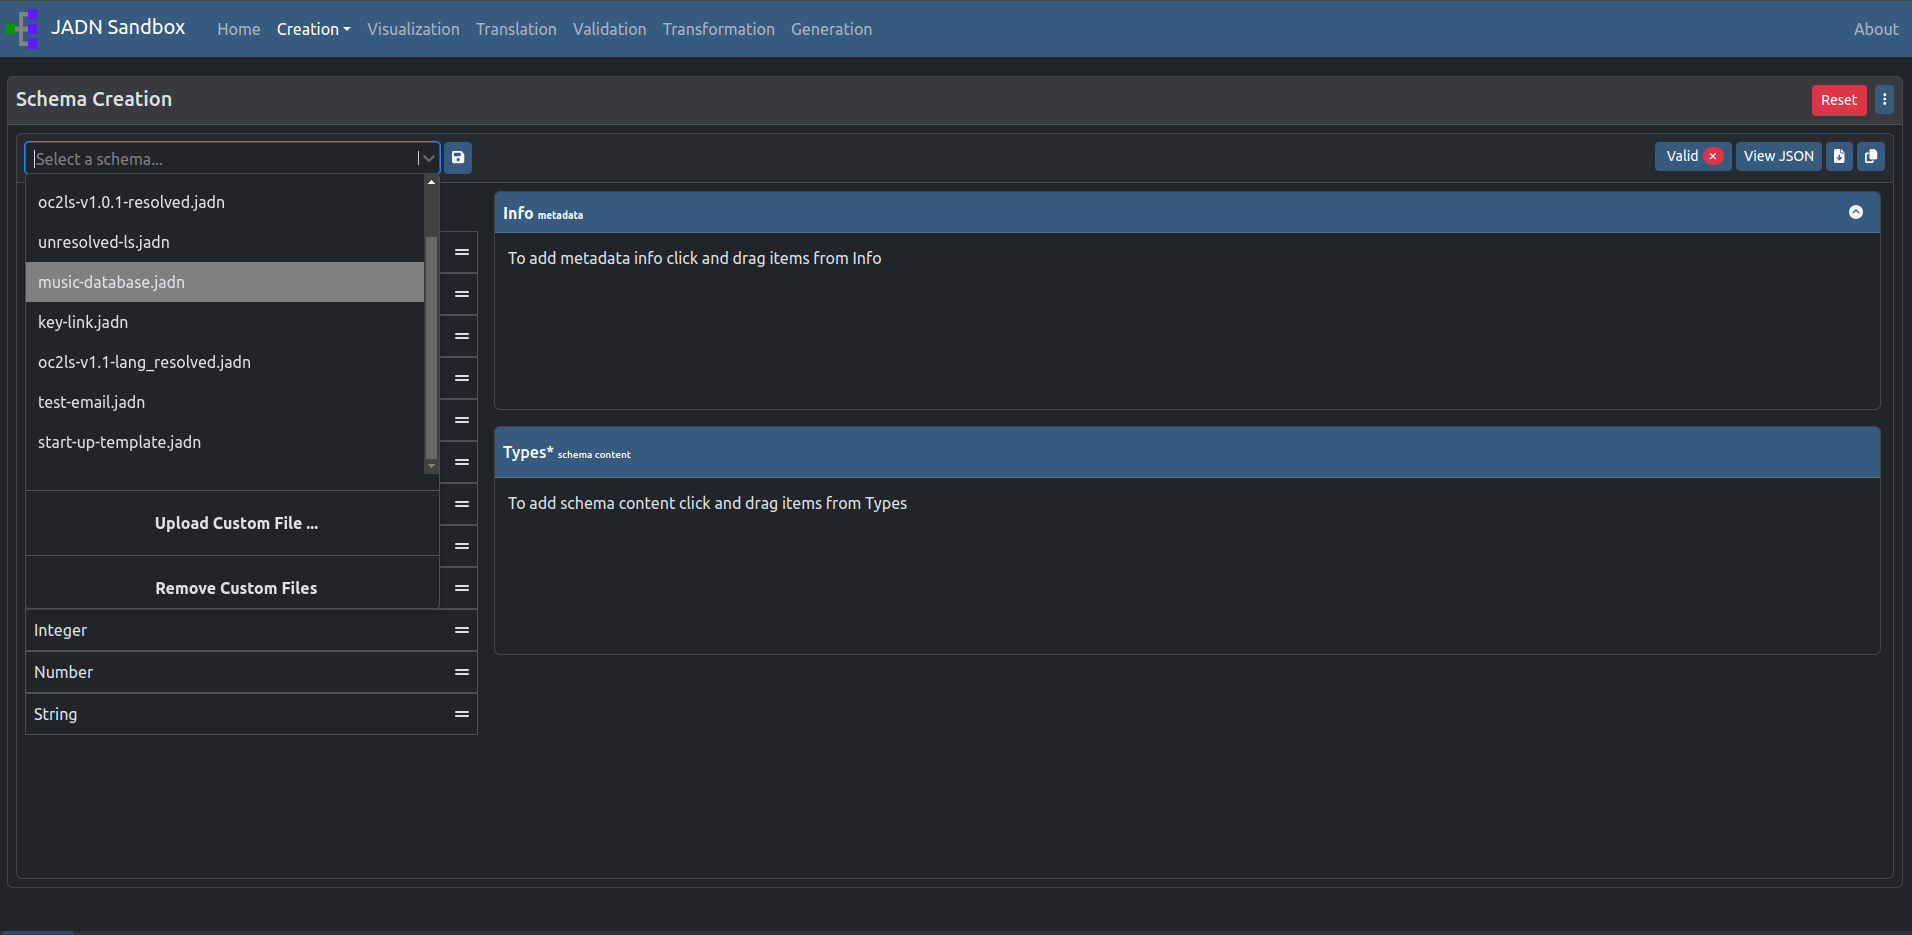 JADN Sandbox Home Creation Visualization Translation Validation Transformation Generation About
Schema Creation Reset
Select a schema... Valid View JSON
oc2ls-v1.0.1-resolved.jadn
unresolved-ls.jadn
music-database.jadn
key-link.jadn
oc2ls-v1.1-lang_resolved.jadn
test-email.jadn
start-up-template.jadn
Upload Custom File ...
Remove Custom Files
Integer
Number
String
Info metadata
To add metadata info click and drag items from Info
Types* schema content
To add schema content click and drag items from Types